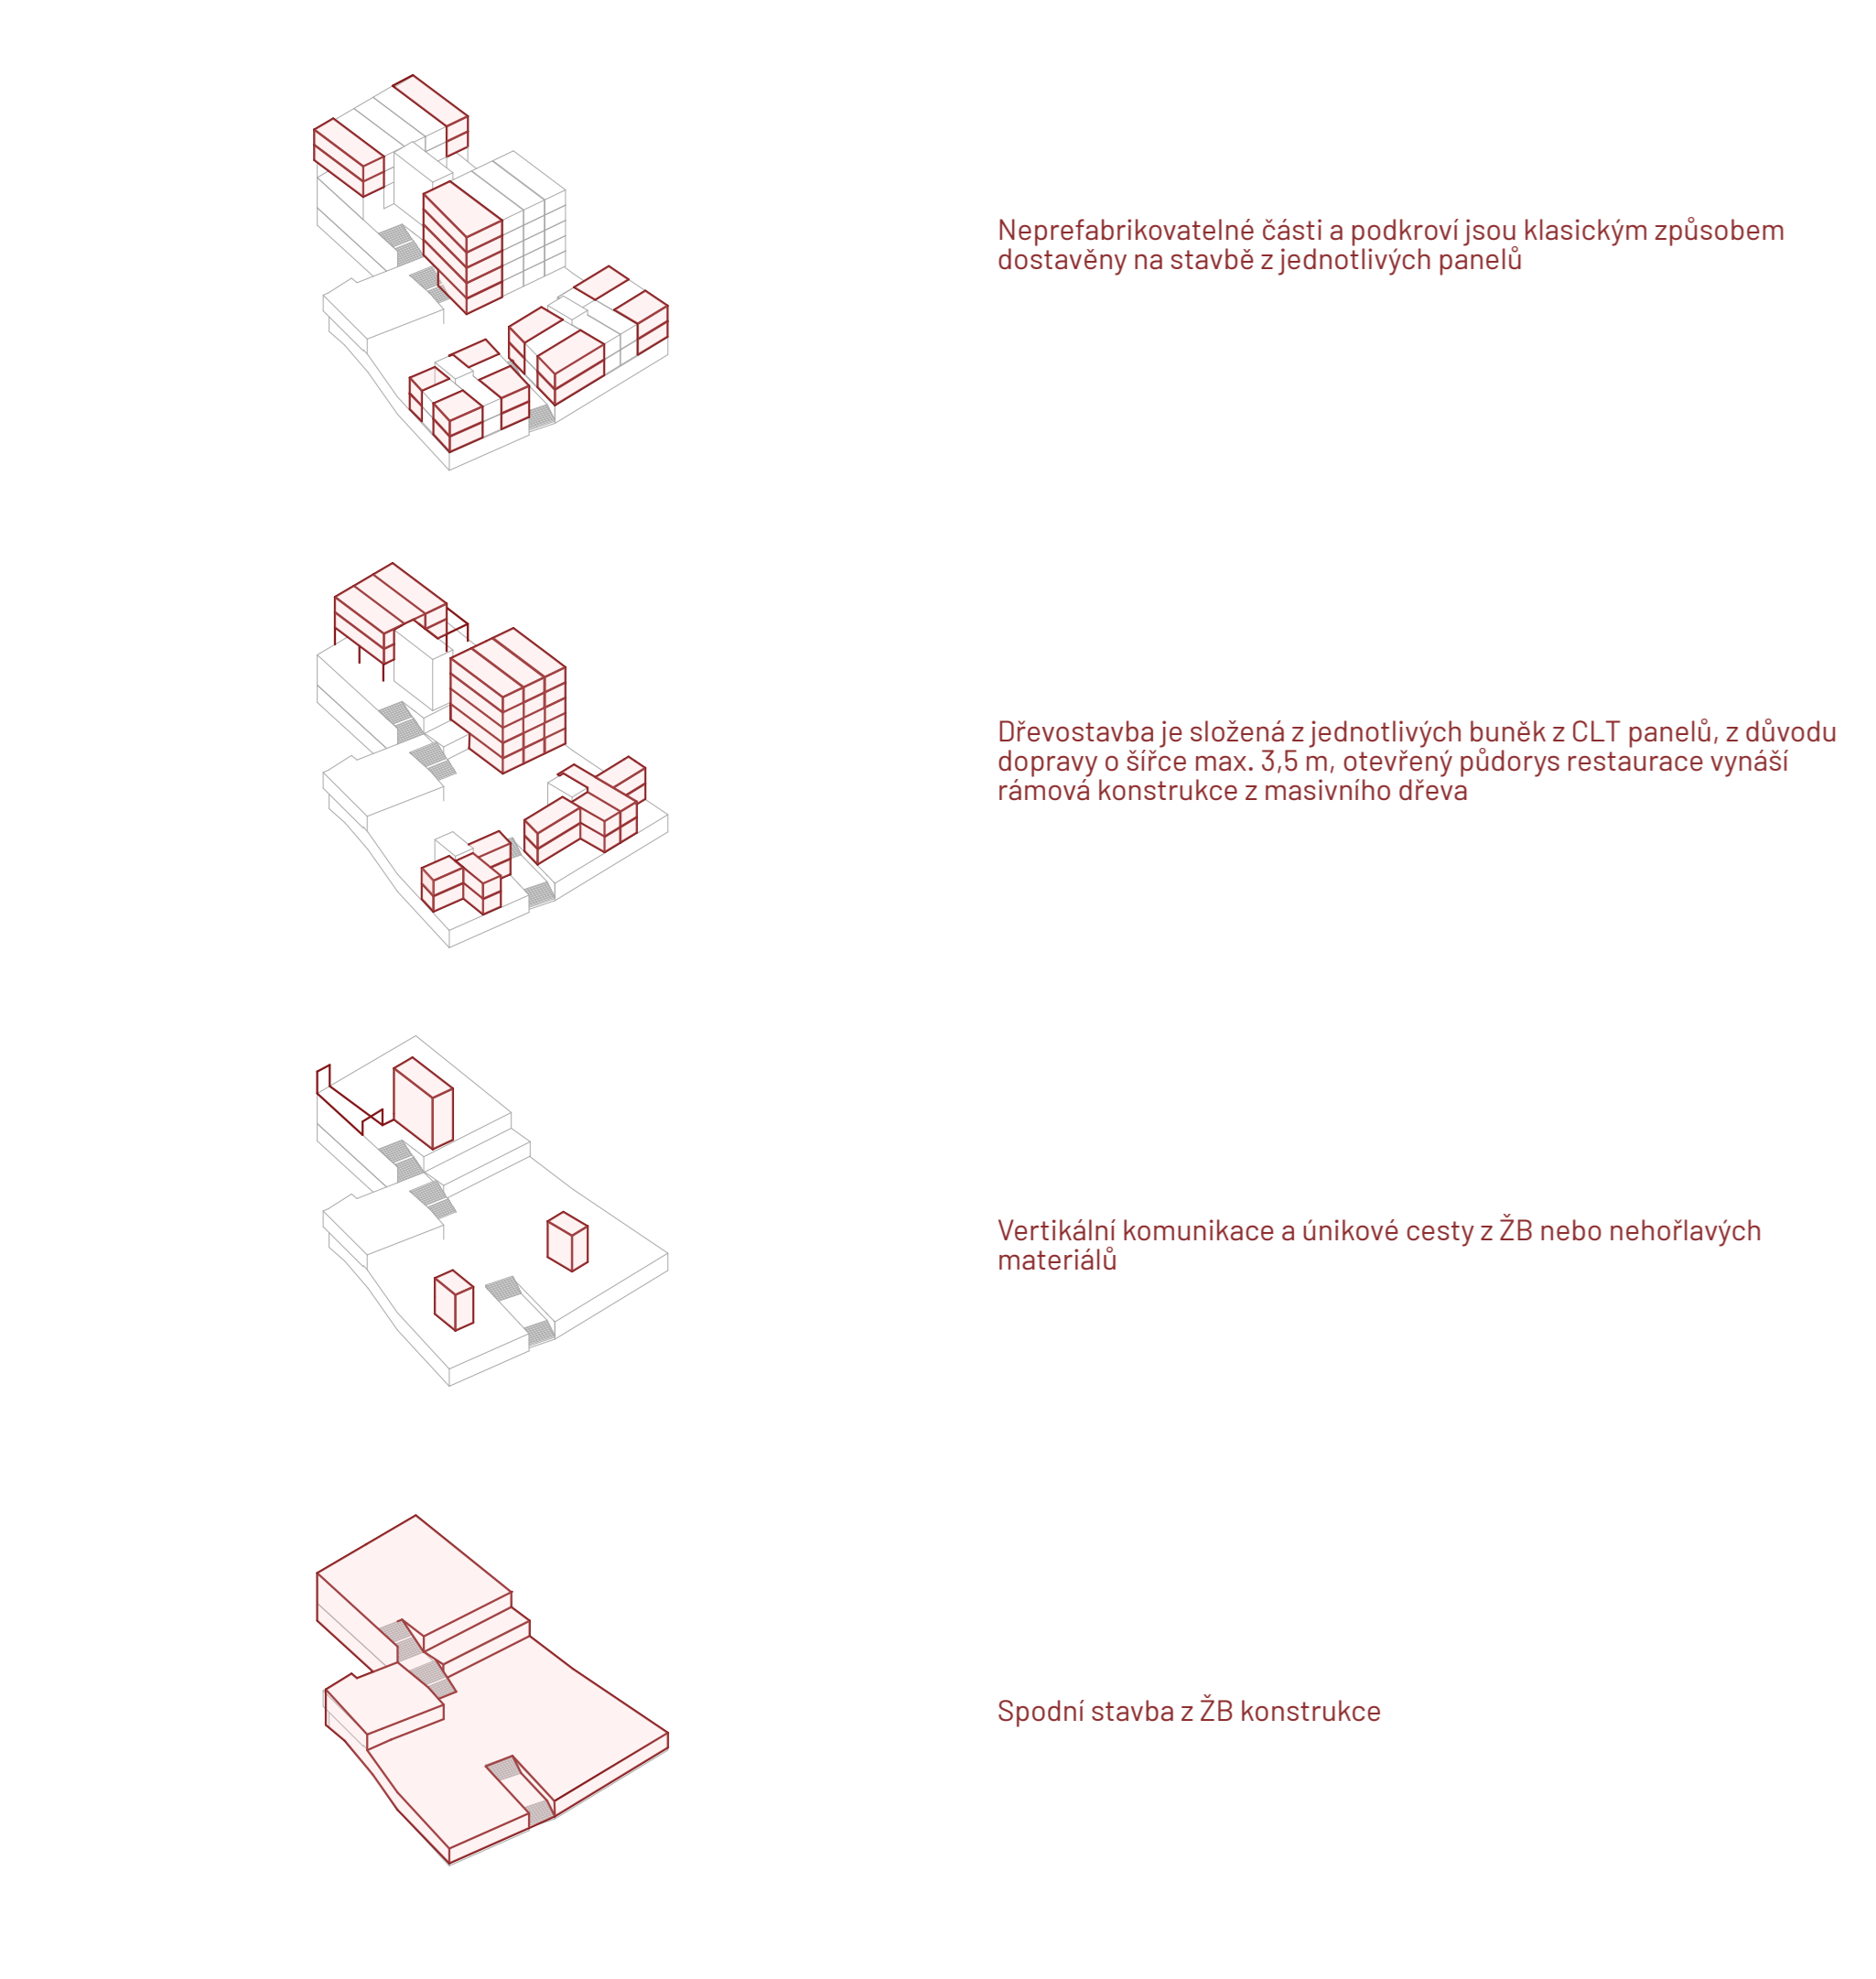 Neprefabrikovatelné části a podkroví jsou klasickým způsobem
dostavěny na stavbě z jednotlivých panelů
Dřevostavba je složená z jednotlivých buněk z CLT panelů, z důvodu
dopravy o šířce max. 3,5 m, otevřený půdorys restaurace vynáší
rámová konstrukce z masivního dřeva
Vertikální komunikace a únikové cesty z ŽB nebo nehořlavých
materiálů
Spodní stavba z ŽB konstrukce